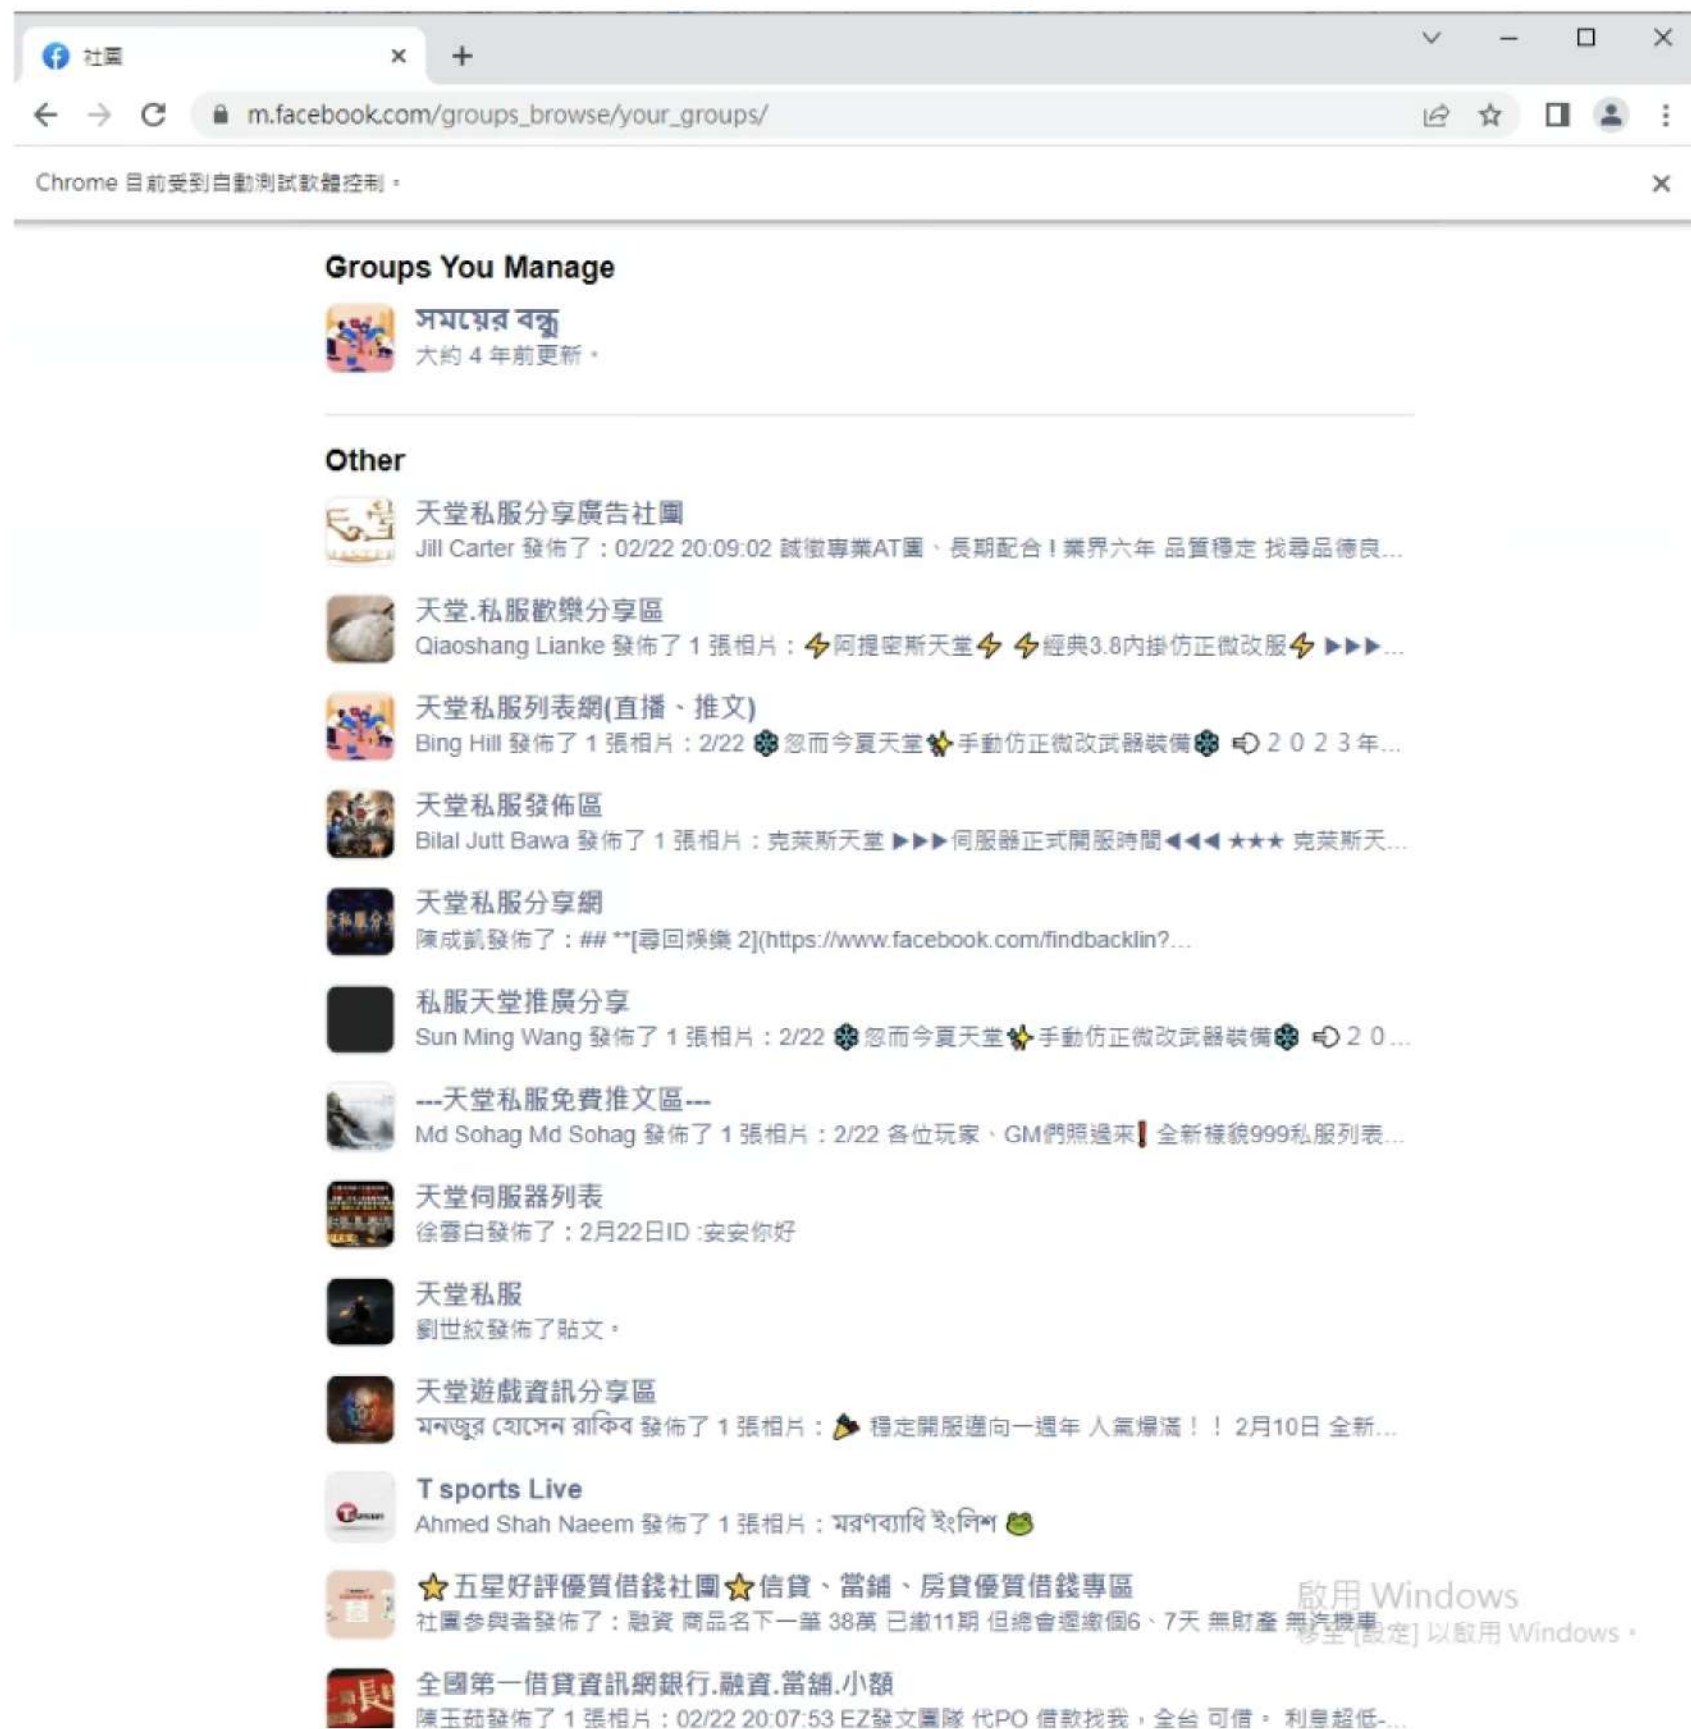 社團
m.facebook.com/groups_browse/your_groups/
Chrome 目前受到自動測試軟體控制。
Groups You Manage
সময়ের বন্ধু
大約 4 年前更新。
Other
天堂私服分享廣告社團
Jill Carter 發佈了：02/22 20:09:02 誠徵專業AT團、長期配合！業界六年 品質穩定 找尋品德良...
天堂.私服歡樂分享區
Qiaoshang Lianke 發佈了 1 張相片：⚡阿提密斯天堂⚡ ⚡經典3.8內掛仿正微改服⚡ ▶▶▶...
天堂私服列表網(直播、推文)
Bing Hill 發佈了 1 張相片：2/22 ❄忽而今夏天堂✨手動仿正微改武器裝備❄ 2 0 2 3 年...
天堂私服發佈區
Bilal Jutt Bawa 發佈了 1 張相片：克萊斯天堂 ▶▶▶伺服器正式開服時間◀◀◀ ★★★ 克萊斯天...
天堂私服分享網
陳成凱發佈了：## **[尋回娛樂 2](https://www.facebook.com/findbacklin?...
私服天堂推廣分享
Sun Ming Wang 發佈了 1 張相片：2/22 ❄忽而今夏天堂✨手動仿正微改武器裝備❄ 2 0 ...
---天堂私服免費推文區---
Md Sohag Md Sohag 發佈了 1 張相片：2/22 各位玩家、GM們照過來❗全新樣貌999私服列表...
天堂伺服器列表
徐雲白發佈了：2月22日ID :安安你好
天堂私服
劉世紋發佈了貼文。
天堂遊戲資訊分享區
মনজুর হোসেন রাকিব 發佈了 1 張相片：🎉 穩定開服邁向一週年 人氣爆滿！！ 2月10日 全新...
T sports Live
Ahmed Shah Naeem 發佈了 1 張相片：মরণব্যাধি ইংলিশ 🐸
⭐五星好評優質借錢社團⭐信貸、當鋪、房貸優質借錢專區
社團參與者發佈了：融資 商品名下一筆 38萬 已繳11期 但總會遲繳個6、7天 無財產 無汽機車
啟用 Windows
移至 [設定] 以啟用 Windows。
全國第一借貸資訊網銀行.融資.當舖.小額
陳玉茹發佈了 1 張相片：02/22 20:07:53 EZ發文團隊 代PO 借款找我，全台 可借。 利息超低-...